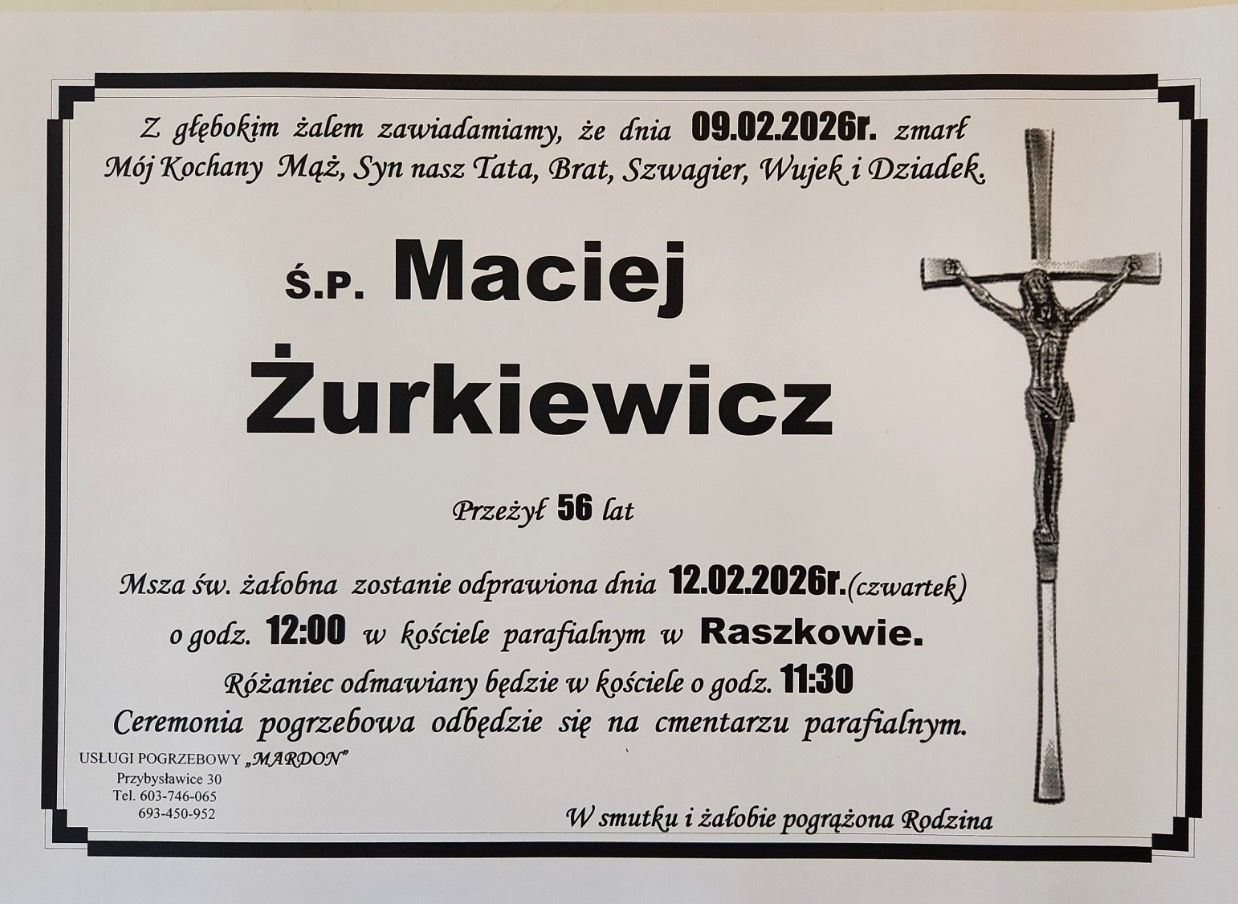 Z głębokim żalem zawiadamiamy, że dnia 09.02.2026r. zmarł
Mój Kochany Mąż, Syn nasz Tata, Brat, Szwagier, Wujek i Dziadek.
Ś.P. Maciej
Żurkiewicz
Przeżył 56 lat
Msza św. żałobna zostanie odprawiona dnia 12.02.2026r.(czwartek)
o godz. 12:00 w kościele parafialnym w Raszkowie.
Różaniec odmawiany będzie w kościele o godz. 11:30
Ceremonia pogrzebowa odbędzie się na cmentarzu parafialnym.
USŁUGI POGRZEBOWY „MARDON”
Przybysławice 30
Tel. 603-746-065
693-450-952
W smutku i żałobie pogrążona Rodzina